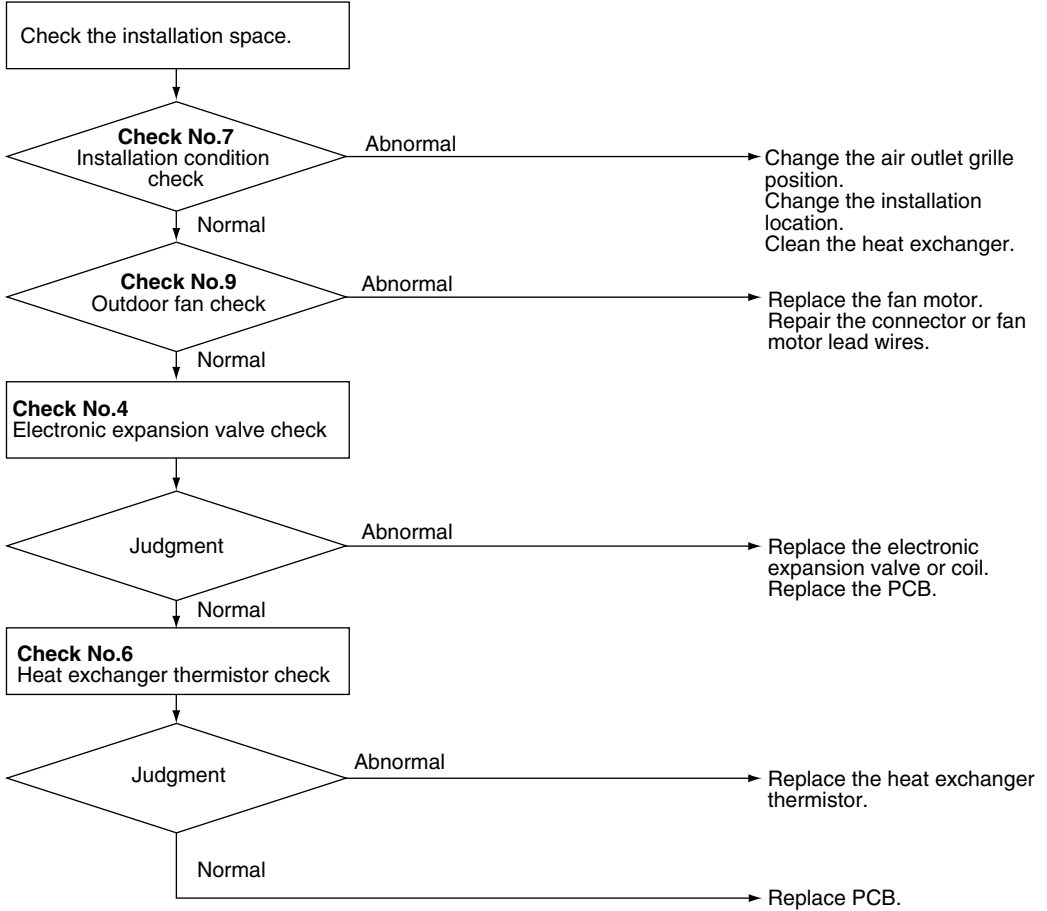 Check the installation space.
Check No.7
Installation condition
check
Abnormal
Change the air outlet grille
position.
Change the installation
location.
Clean the heat exchanger.
Normal
Check No.9
Outdoor fan check
Abnormal
Replace the fan motor.
Repair the connector or fan
motor lead wires.
Normal
Check No.4
Electronic expansion valve check
Judgment
Abnormal
Replace the electronic
expansion valve or coil.
Replace the PCB.
Normal
Check No.6
Heat exchanger thermistor check
Judgment
Abnormal
Replace the heat exchanger
thermistor.
Normal
Replace PCB.